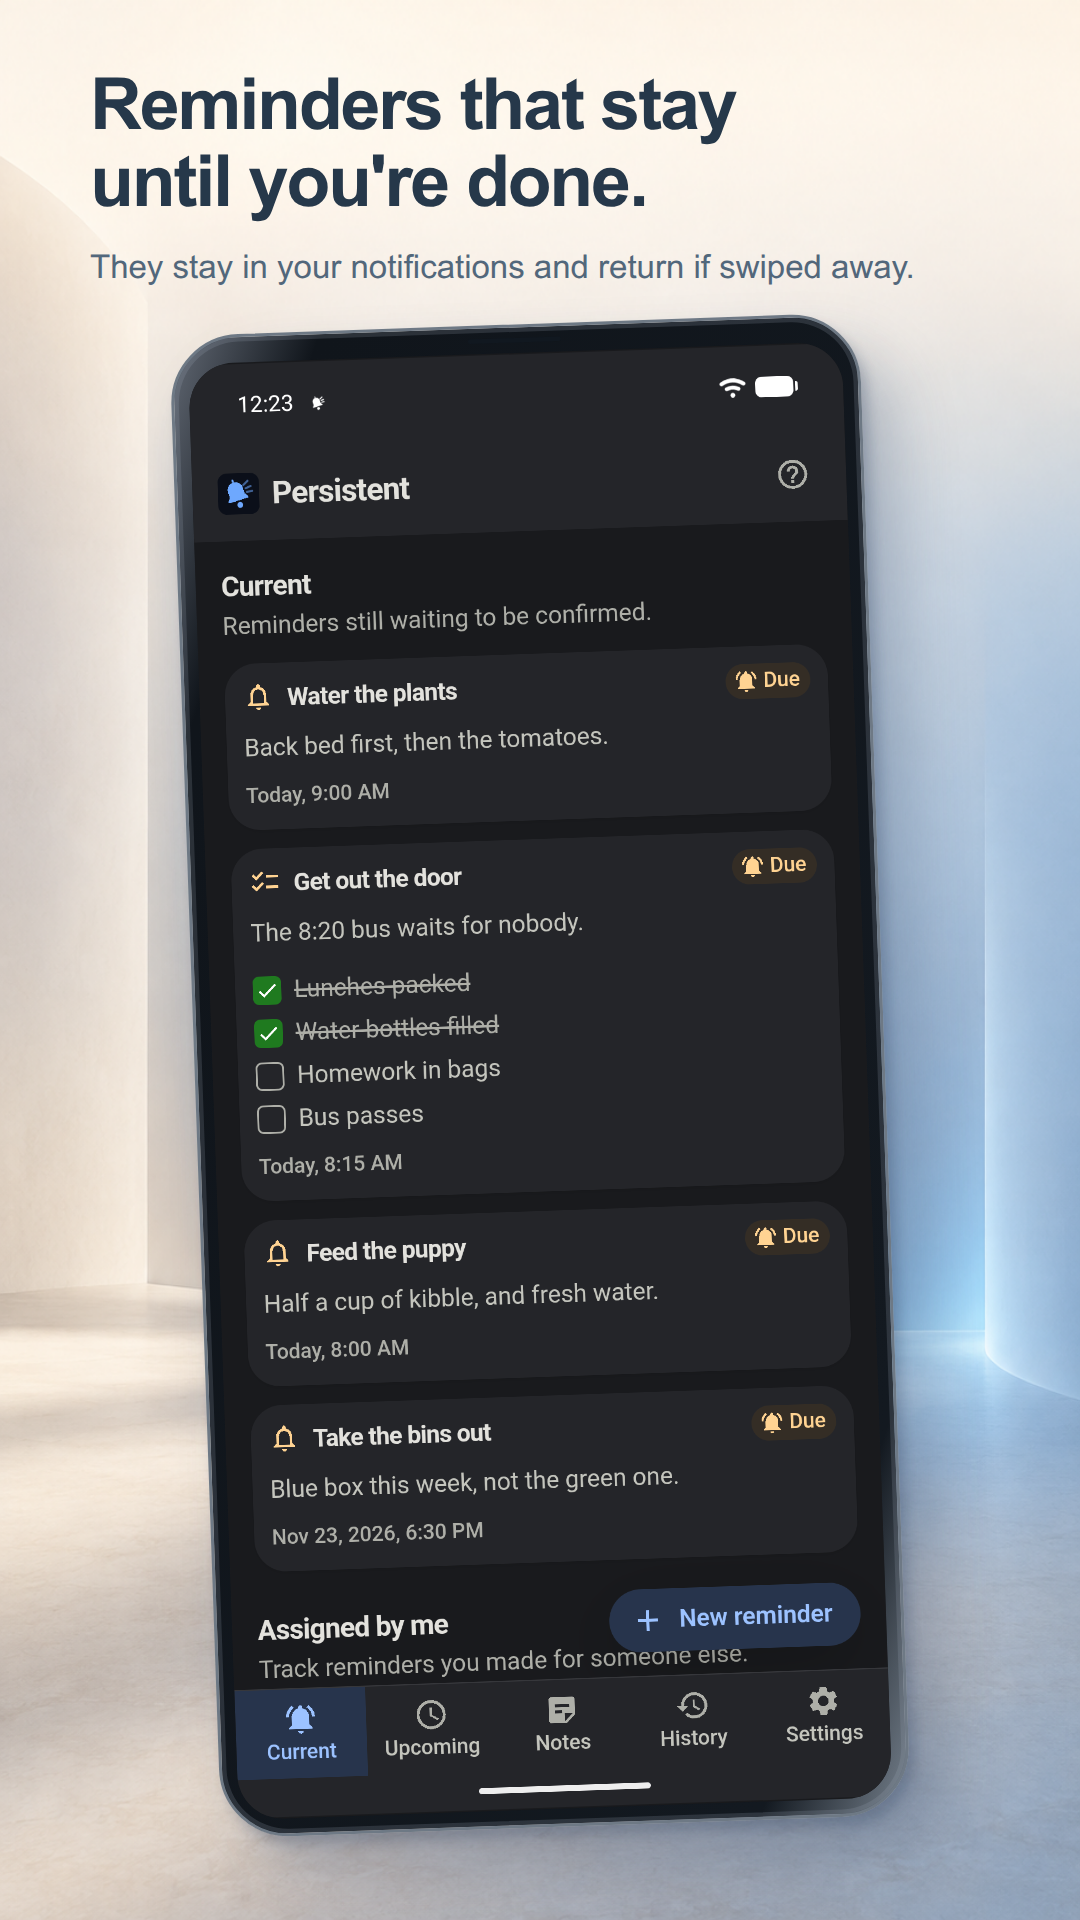 Reminders that stay
until you're done.
They stay in your notifications and return if swiped away.
12:23
Persistent
Current
Reminders still waiting to be confirmed.
Water the plants
Due
Back bed first, then the tomatoes.
Today, 9:00 AM
Get out the door
Due
The 8:20 bus waits for nobody.
Lunches packed
Water bottles filled
Homework in bags
Bus passes
Today, 8:15 AM
Feed the puppy
Due
Half a cup of kibble, and fresh water.
Today, 8:00 AM
Take the bins out
Due
Blue box this week, not the green one.
Nov 23, 2026, 6:30 PM
Assigned by me
New reminder
Track reminders you made for someone else.
Current
Upcoming
Notes
History
Settings